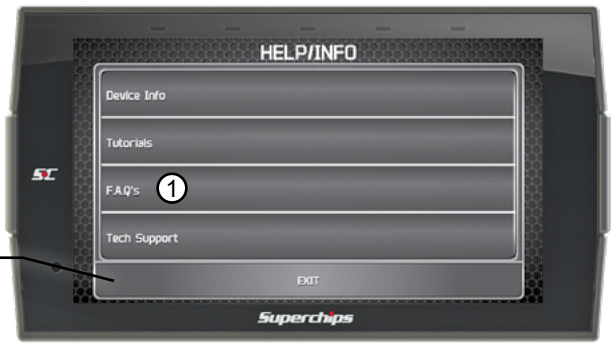 HELP/INFO
Device Info
Tutorials
F.A.Q's 1
SC
Tech Support
EXIT
Superchips